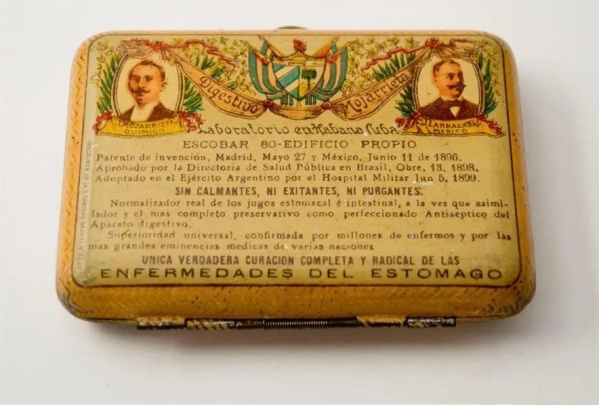 Digestivo Mojarrieta
MOJARRIETA
QUIMICO
LARRAZABAL
MEDICO
Laboratorio en Habana, Cuba
ESCOBAR 80-EDIFICIO PROPIO
Patente de invención, Madrid, Mayo 27 y México, Junio 11 de 1896.
Aprobado por la Directoria de Salud Pública en Brasil, Obre, 13, 1898.
Adoptado en el Ejército Argentino por el Hospital Militar Jun 5, 1899.
SIN CALMANTES, NI EXITANTES, NI PURGANTES.
Normalizador real de los jugos estomacal é intestinal, a la vez que asimi-
lador y el mas completo preservativo como perfeccionado Antiseptico del
Aparato digestivo.
Superioridad universal, confirmada por millones de enfermos y por las
mas grandes eminencias medicas de varias naciones
UNICA VERDADERA CURACION COMPLETA Y RADICAL DE LAS
ENFERMEDADES DEL ESTOMAGO